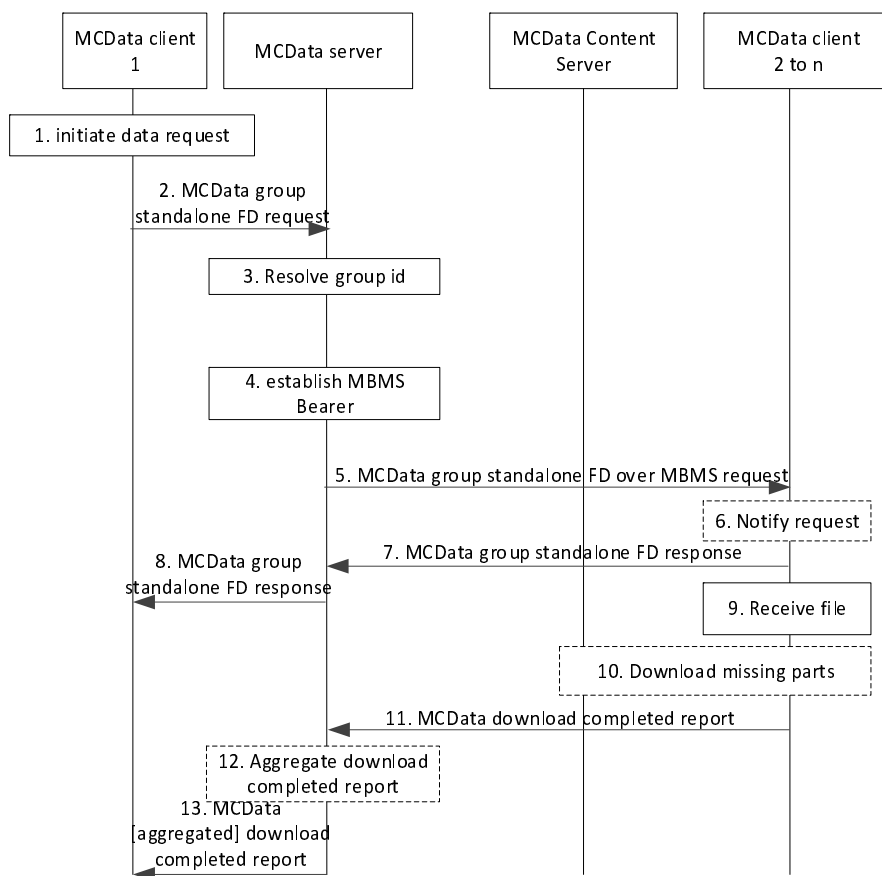 MCData client
1
MCData server
MCData Content
Server
MCData client
2 to n
1. initiate data request
2. MCData group
standalone FD request
3. Resolve group id
4. establish MBMS
Bearer
5. MCData group standalone FD over MBMS request
6. Notify request
7. MCData group standalone FD response
8. MCData group
standalone FD response
9. Receive file
10. Download missing parts
11. MCData download completed report
12. Aggregate download
completed report
13. MCData
[aggregated] download
completed report